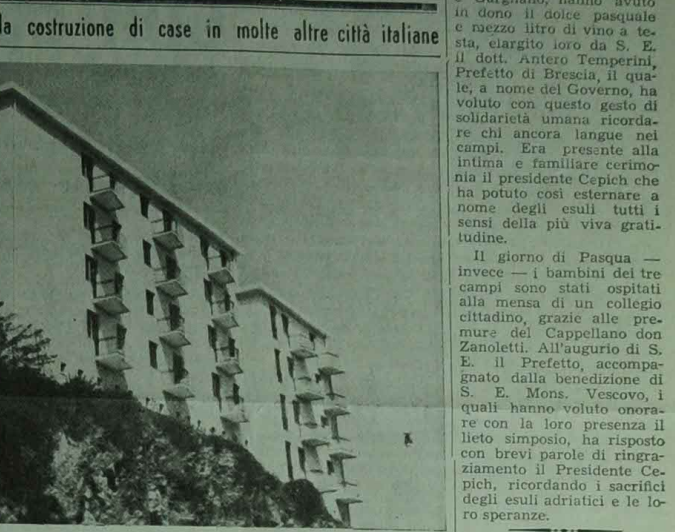 la costruzione di case in molte altre città italiane
e Gargnano, hanno avuto
in dono il dolce pasquale
e mezzo litro di vino a te-
sta, elargito loro da S. E.
il dott. Antero Temperini,
Prefetto di Brescia, il qua-
le, a nome del Governo, ha
voluto con questo gesto di
solidarietà umana ricorda-
re chi ancora langue nei
campi. Era presente alla
intima e familiare cerimo-
nia il presidente Cepich che
ha potuto così esternare a
nome degli esuli tutti i
sensi della più viva grati-
tudine.
Il giorno di Pasqua —
invece — i bambini dei tre
campi sono stati ospitati
alla mensa di un collegio
cittadino, grazie alle pre-
mure del Cappellano don
Zanoletti. All'augurio di S.
E. il Prefetto, accompa-
gnato dalla benedizione di
S. E. Mons. Vescovo, i
quali hanno voluto onora-
re con la loro presenza il
lieto simposio, ha risposto
con brevi parole di ringra-
ziamento il Presidente Ce-
pich, ricordando i sacrifici
degli esuli adriatici e le lo-
ro speranze.